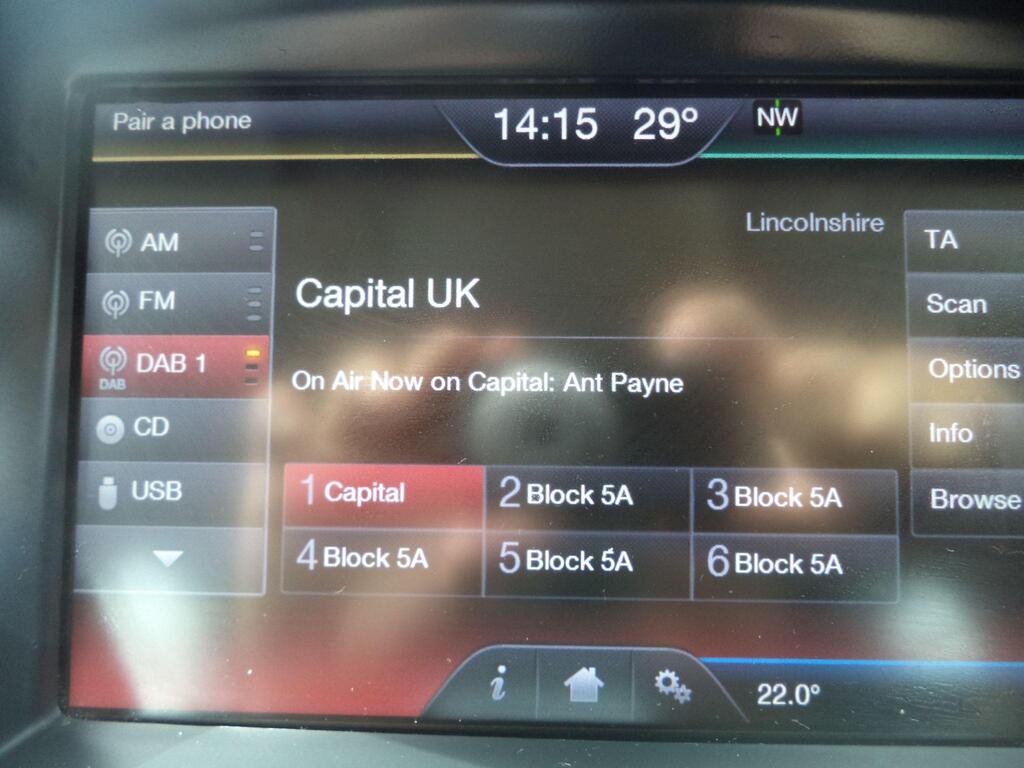 Pair a phone
14:15 29°
NW
Lincolnshire
AM
FM
DAB
DAB 1
CD
USB
Capital UK
On Air Now on Capital: Ant Payne
TA
Scan
Options
Info
Browse
1 Capital
2 Block 5A
3 Block 5A
4 Block 5A
5 Block 5A
6 Block 5A
i
22.0°